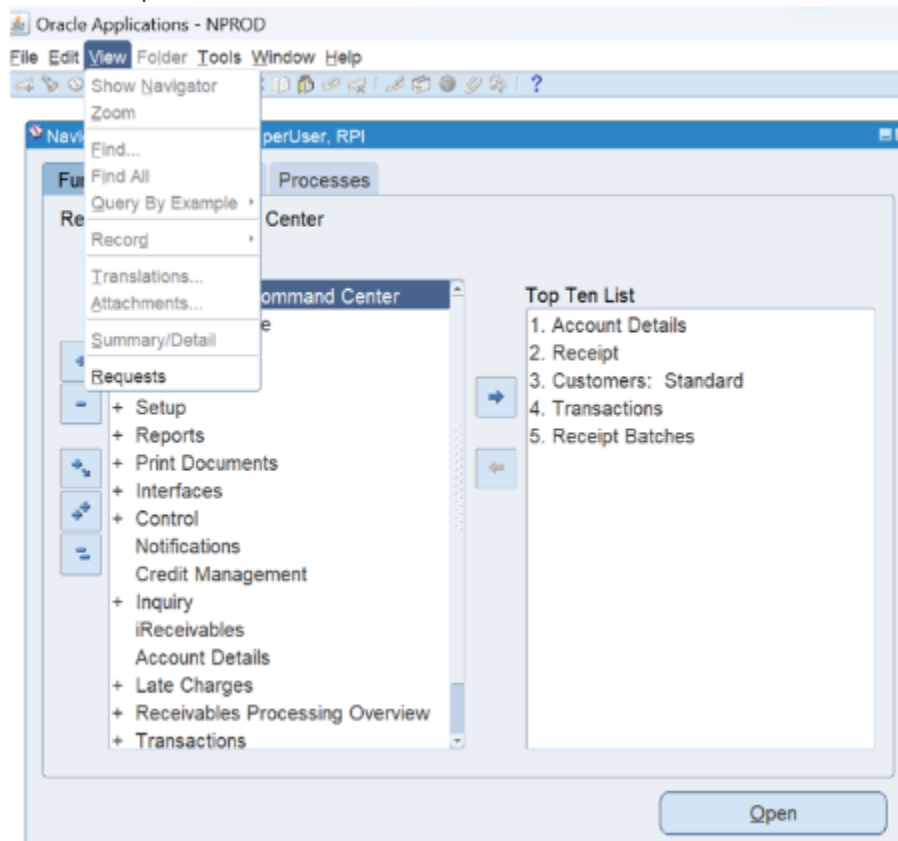 Oracle Applications - NPROD
File Edit View Folder Tools Window Help
Show Navigator
Zoom
Find...
Find All
Query By Example
Record
Translations...
Attachments...
Summary/Detail
Requests
perUser, RPI
Processes
Center
ommand Center
e
+ Setup
+ Reports
+ Print Documents
+ Interfaces
+ Control
Notifications
Credit Management
+ Inquiry
iReceivables
Account Details
+ Late Charges
+ Receivables Processing Overview
+ Transactions
Top Ten List
1. Account Details
2. Receipt
3. Customers: Standard
4. Transactions
5. Receipt Batches
Open